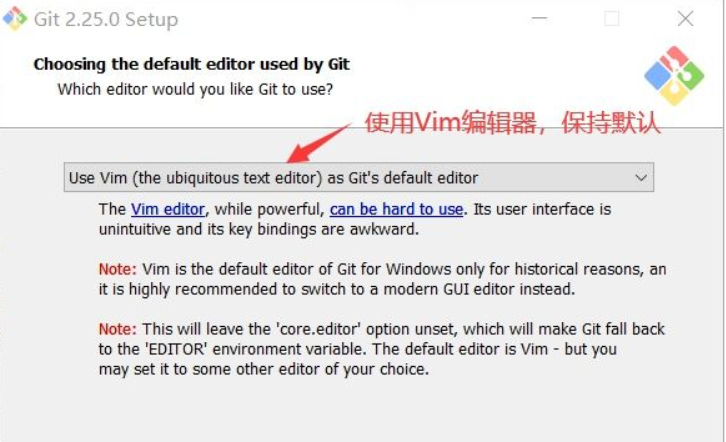 Git 2.25.0 Setup
Choosing the default editor used by Git
Which editor would you like Git to use?
使用Vim编辑器，保持默认
Use Vim (the ubiquitous text editor) as Git's default editor
The Vim editor, while powerful, can be hard to use. Its user interface is
unintuitive and its key bindings are awkward.
Note: Vim is the default editor of Git for Windows only for historical reasons, an
it is highly recommended to switch to a modern GUI editor instead.
Note: This will leave the 'core.editor' option unset, which will make Git fall back
to the 'EDITOR' environment variable. The default editor is Vim - but you
may set it to some other editor of your choice.